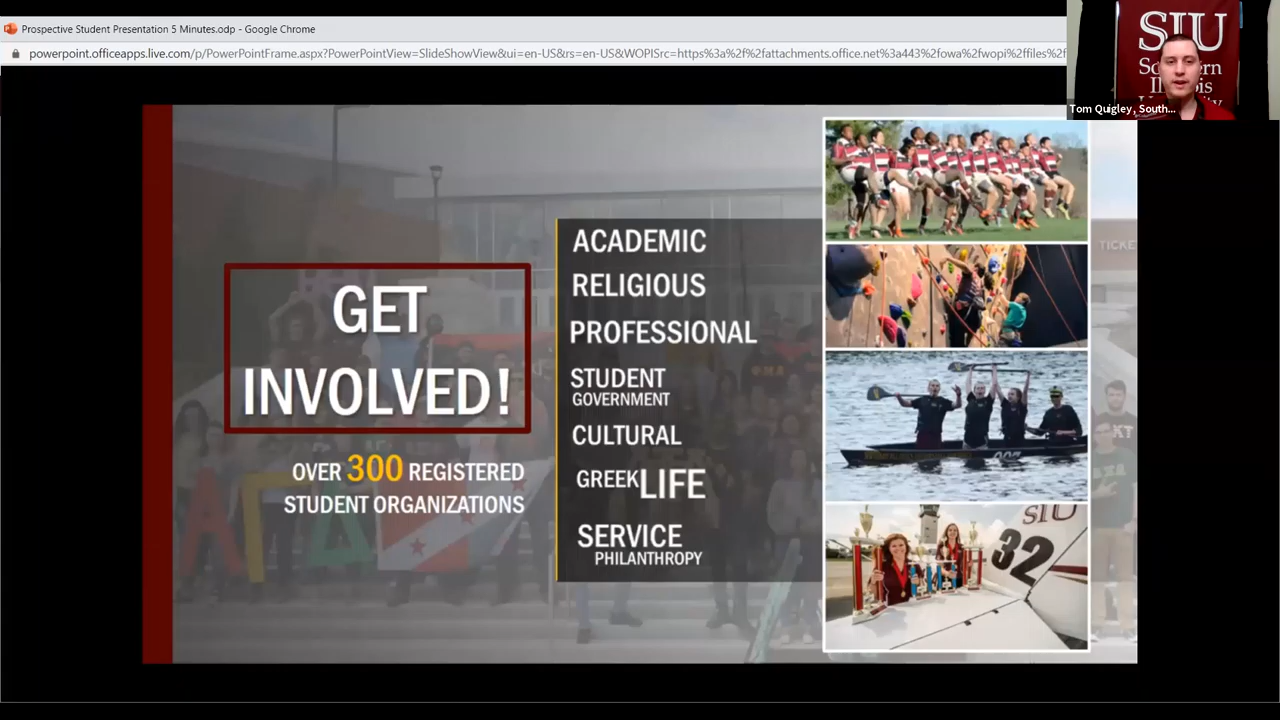 Prospective Student Presentation 5 Minutes.odp - Google Chrome
powerpoint.officeapps.live.com/p/PowerPointFrame.aspx?PowerPointView=SlideShowView&ui=en-US&rs=en-US&WOPISrc=https%3a%2f%2fattachments.office.net%3a443%2fowa%2fwopi%2ffiles%2f
SIU
Southern
Illinois
Tom Quigley, South...
GET
INVOLVED!
OVER 300 REGISTERED
STUDENT ORGANIZATIONS
ACADEMIC
RELIGIOUS
PROFESSIONAL
STUDENT
GOVERNMENT
CULTURAL
GREEK LIFE
SERVICE
PHILANTHROPY
TICKE
SIU
32